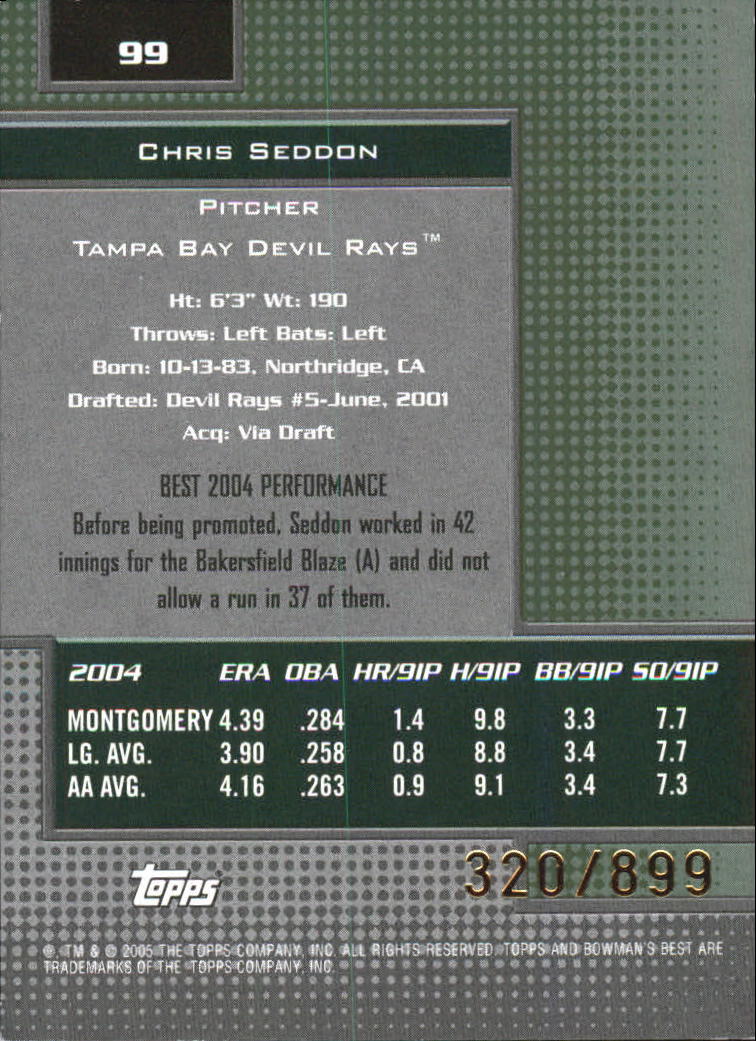 99
CHRIS SEDDON
PITCHER
TAMPA BAY DEVIL RAYS™
Ht: 6'3" Wt: 190
Throws: Left Bats: Left
Born: 10-13-83, Northridge, CA
Drafted: Devil Rays #5-June, 2001
Acq: Via Draft
BEST 2004 PERFORMANCE
Before being promoted, Seddon worked in 42
innings for the Bakersfield Blaze (A) and did not
allow a run in 37 of them.
2004 ERA OBA HR/9IP H/9IP BB/9IP SO/9IP
MONTGOMERY 4.39 .284 1.4 9.8 3.3 7.7
LG. AVG. 3.90 .258 0.8 8.8 3.4 7.7
AA AVG. 4.16 .263 0.9 9.1 3.4 7.3
320/899
Topps
®, TM & © 2005 THE TOPPS COMPANY, INC. ALL RIGHTS RESERVED. TOPPS AND BOWMAN'S BEST ARE
TRADEMARKS OF THE TOPPS COMPANY, INC.